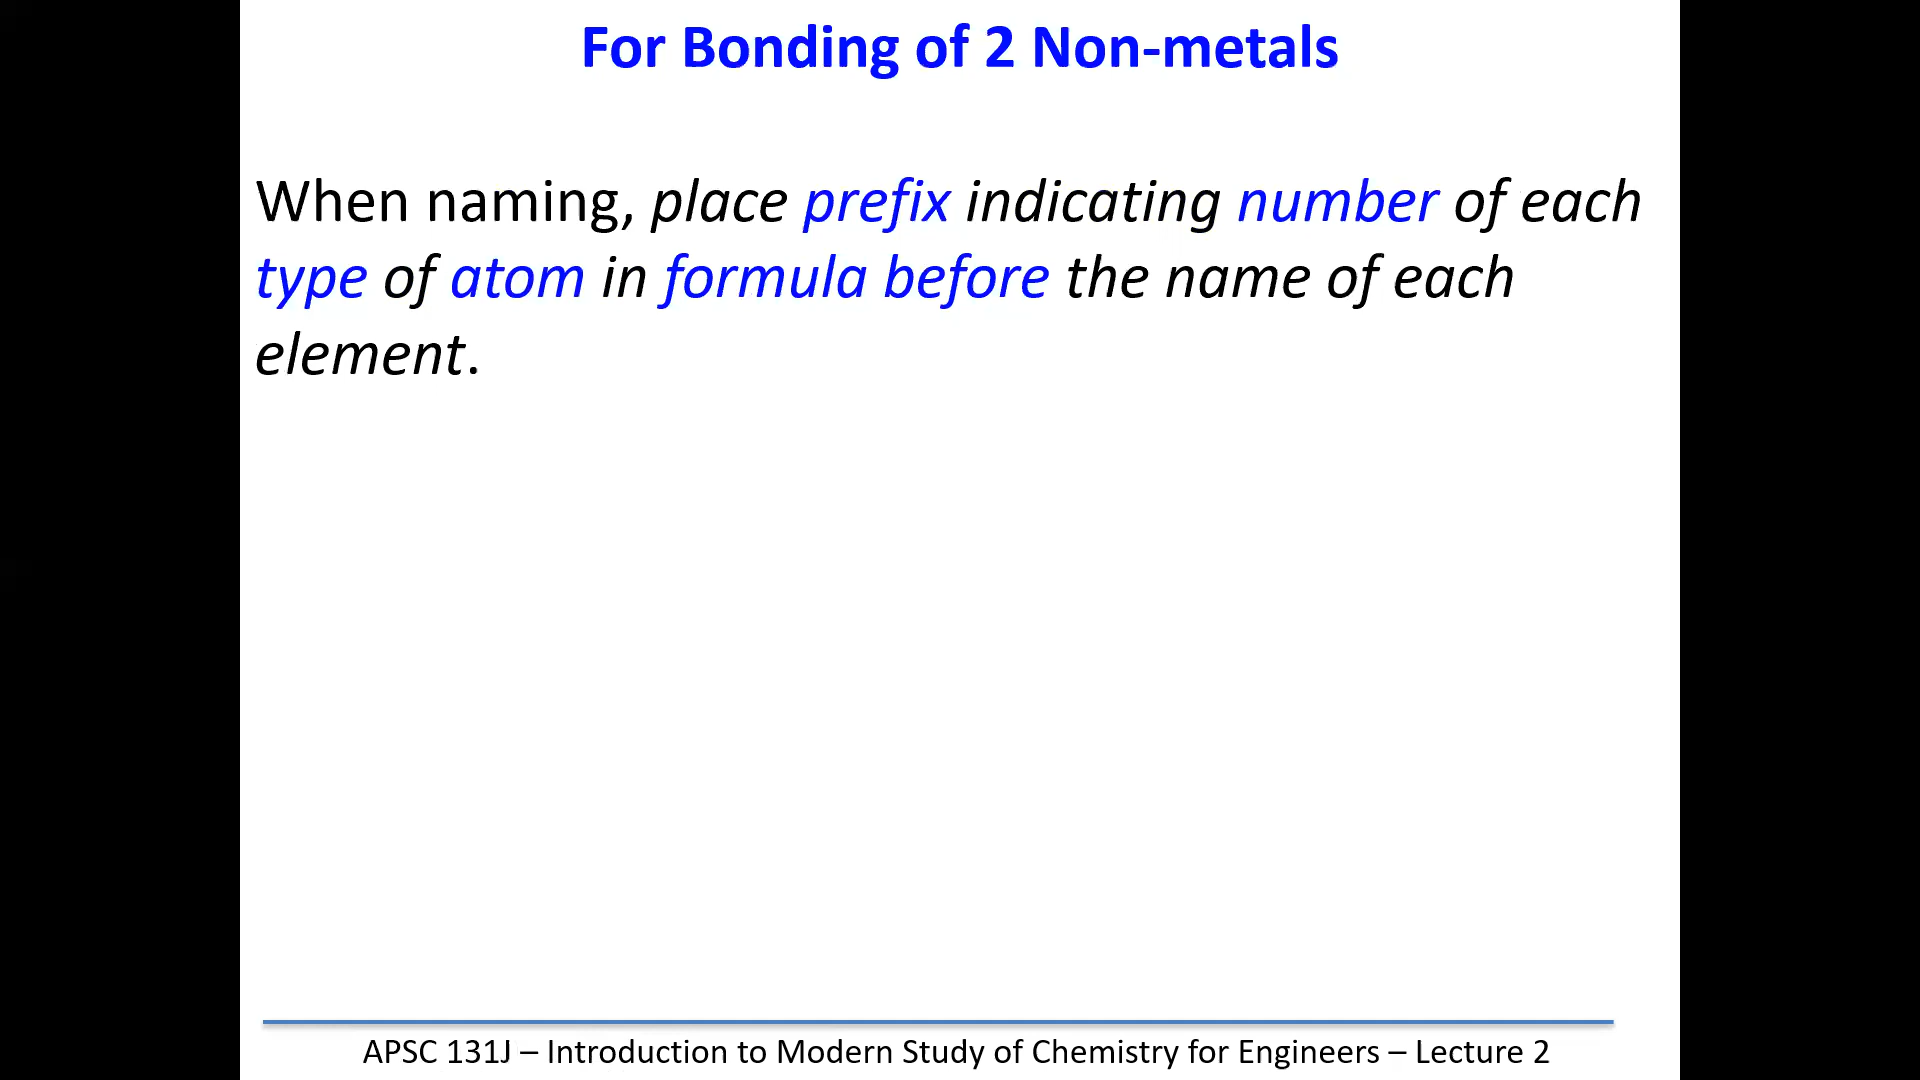 For Bonding of 2 Non-metals
When naming, place prefix indicating number of each
type of atom in formula before the name of each
element.
APSC 131J – Introduction to Modern Study of Chemistry for Engineers – Lecture 2